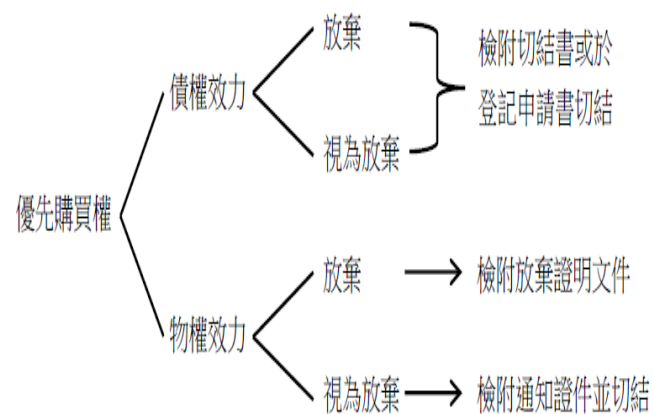 優先購買權
債權效力
放棄
視為放棄
檢附切結書或於
登記申請書切結
物權效力
放棄
檢附放棄證明文件
視為放棄
檢附通知證件並切結